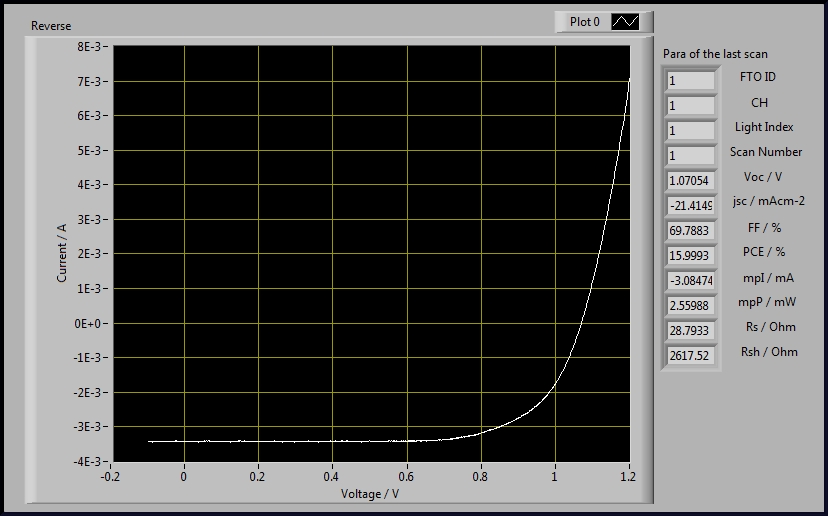 Reverse
Plot 0
8E-3
7E-3
6E-3
5E-3
4E-3
3E-3
2E-3
1E-3
0E+0
-1E-3
-2E-3
-3E-3
-4E-3
Current / A
-0.2 0 0.2 0.4 0.6 0.8 1 1.2
Voltage / V
Para of the last scan
1 FTO ID
1 CH
1 Light Index
1 Scan Number
1.07054 Voc / V
-21.4149 jsc / mAcm-2
69.7883 FF / %
15.9993 PCE / %
-3.08474 mpI / mA
2.55988 mpP / mW
28.7933 Rs / Ohm
2617.52 Rsh / Ohm